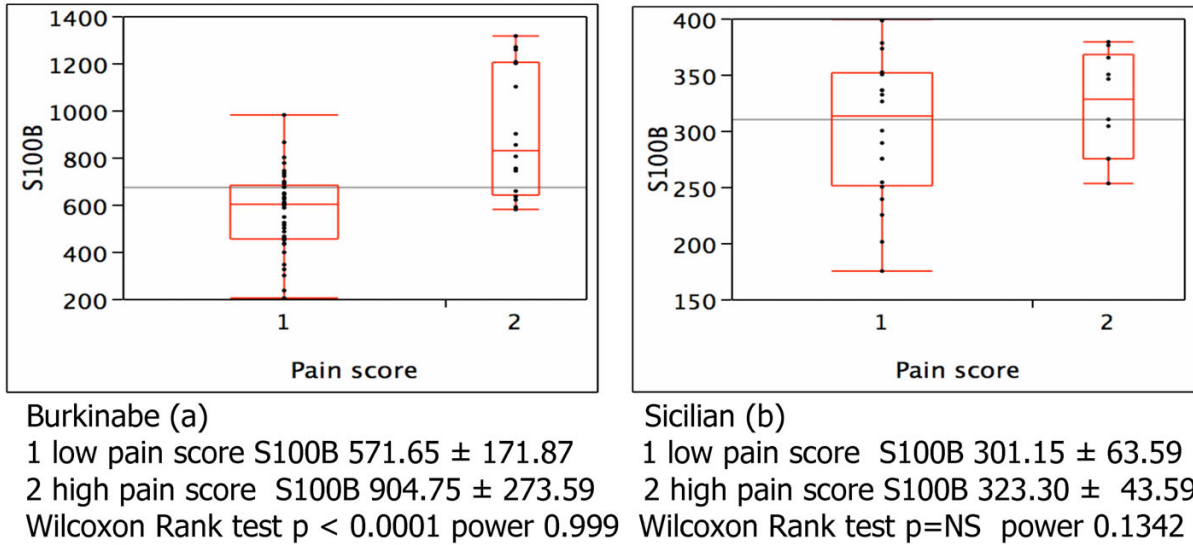 1400
1200
1000
800
600
400
200
S100B
1
2
Pain score
400
350
300
250
200
150
S100B
1
2
Pain score
Burkinabe (a)
1 low pain score S100B 571.65 ± 171.87
2 high pain score S100B 904.75 ± 273.59
Wilcoxon Rank test p < 0.0001 power 0.999
Sicilian (b)
1 low pain score S100B 301.15 ± 63.59
2 high pain score S100B 323.30 ± 43.59
Wilcoxon Rank test p=NS power 0.1342